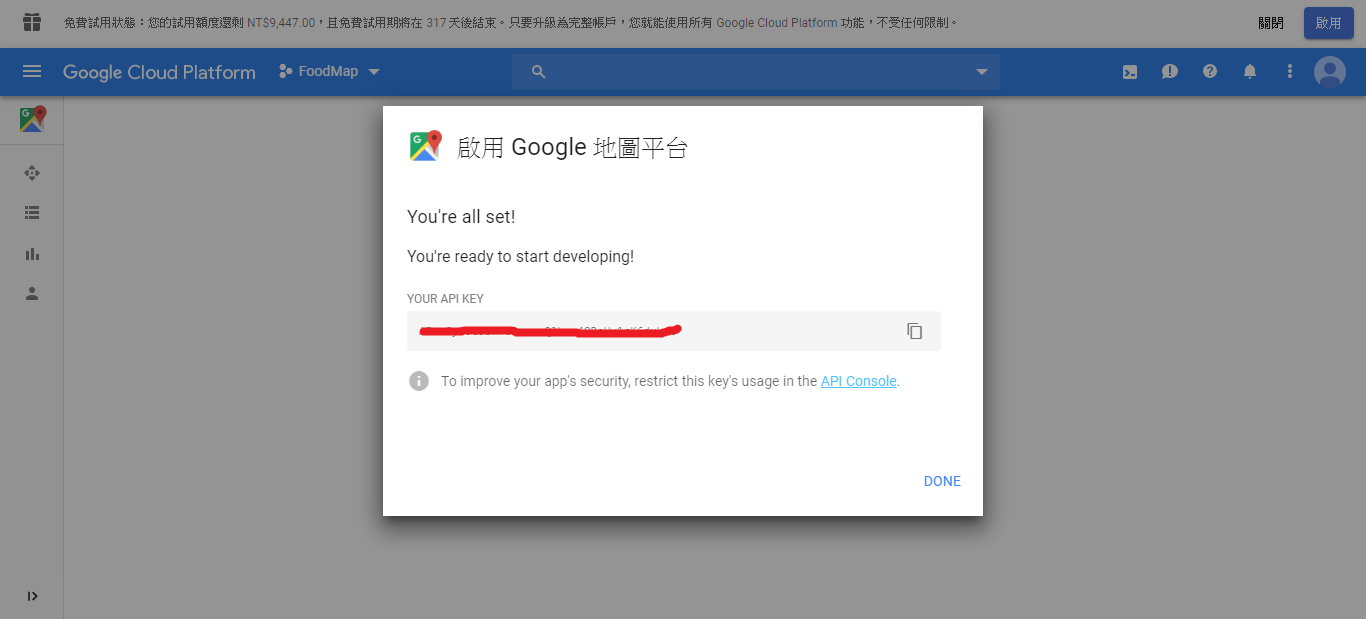 免費試用狀態：您的試用額度還剩 NT$9,447.00，且免費試用期將在 317 天後結束。只要升級為完整帳戶，您就能使用所有 Google Cloud Platform 功能，不受任何限制。
關閉
啟用
Google Cloud Platform
FoodMap
啟用 Google 地圖平台
You're all set!
You're ready to start developing!
YOUR API KEY
To improve your app's security, restrict this key's usage in the API Console.
DONE